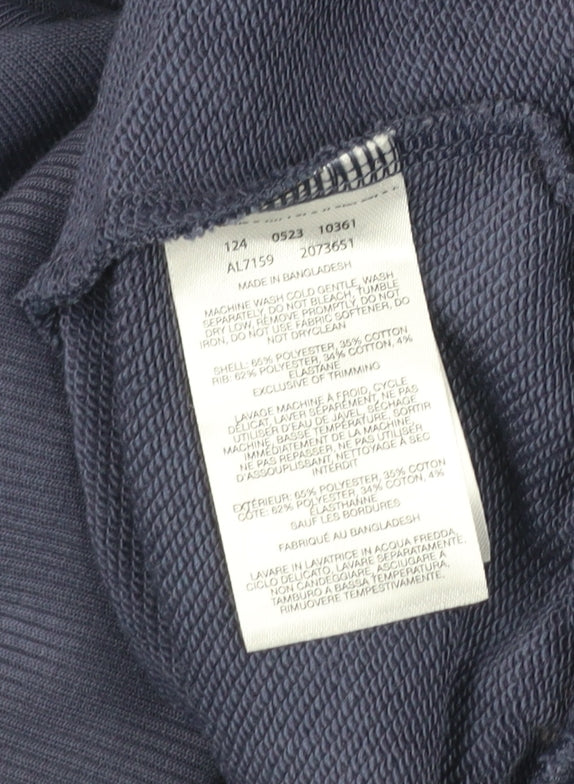 124 0523 10361
AL7159 2073651
MADE IN BANGLADESH
MACHINE WASH COLD GENTLE, WASH
SEPARATELY, DO NOT BLEACH, TUMBLE
DRY LOW, REMOVE PROMPTLY, DO NOT
IRON, DO NOT USE FABRIC SOFTENER, DO
NOT DRYCLEAN
SHELL: 65% POLYESTER, 35% COTTON
RIB: 62% POLYESTER, 34% COTTON, 4%
ELASTANE
EXCLUSIVE OF TRIMMING
LAVAGE MACHINE À FROID, CYCLE
DÉLICAT, LAVER SÉPARÉMENT, NE PAS
UTILISER D'EAU DE JAVEL, SÉCHAGE
MACHINE, BASSE TEMPÉRATURE, SORTIR
IMMÉDIATEMENT DE LA MACHINE,
NE PAS REPASSER, NE PAS UTILISER
D'ASSOUPLISSANT, NETTOYAGE À SEC
INTERDIT
EXTÉRIEUR: 65% POLYESTER, 35% COTON
CÔTE: 62% POLYESTER, 34% COTON, 4%
ÉLASTHANNE
SAUF LES BORDURES
FABRIQUÉ AU BANGLADESH
LAVARE IN LAVATRICE IN ACQUA FREDDA,
CICLO DELICATO, LAVARE SEPARATAMENTE,
NON CANDEGGIARE, ASCIUGARE A
TAMBURO A BASSA TEMPERATURA,
RIMUOVERE TEMPESTIVAMENTE,